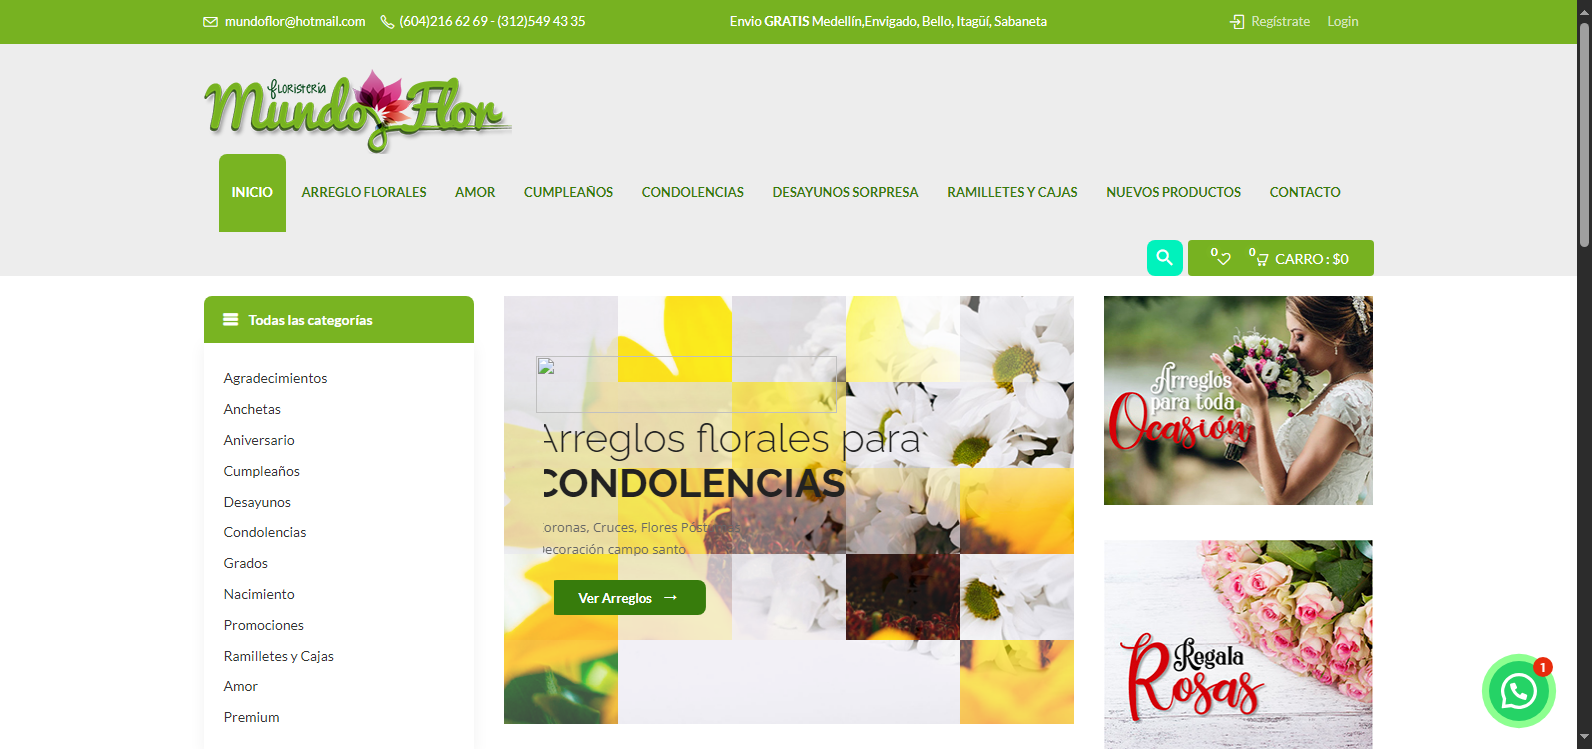 mundoflor@hotmail.com (604)216 62 69 - (312)549 43 35 Envio GRATIS Medellín,Envigado, Bello, Itagüí, Sabaneta Regístrate Login
floristería
Mundo Flor
INICIO ARREGLO FLORALES AMOR CUMPLEAÑOS CONDOLENCIAS DESAYUNOS SORPRESA RAMILLETES Y CAJAS NUEVOS PRODUCTOS CONTACTO
0 0 CARRO : $0
Todas las categorías
Agradecimientos
Anchetas
Aniversario
Cumpleaños
Desayunos
Condolencias
Grados
Nacimiento
Promociones
Ramilletes y Cajas
Amor
Premium
Arreglos florales para
CONDOLENCIAS
oronas, Cruces, Flores
ecoración campo santo
Ver Arreglos →
Arreglos
para toda
Ocasión
Regala
Rosas
1